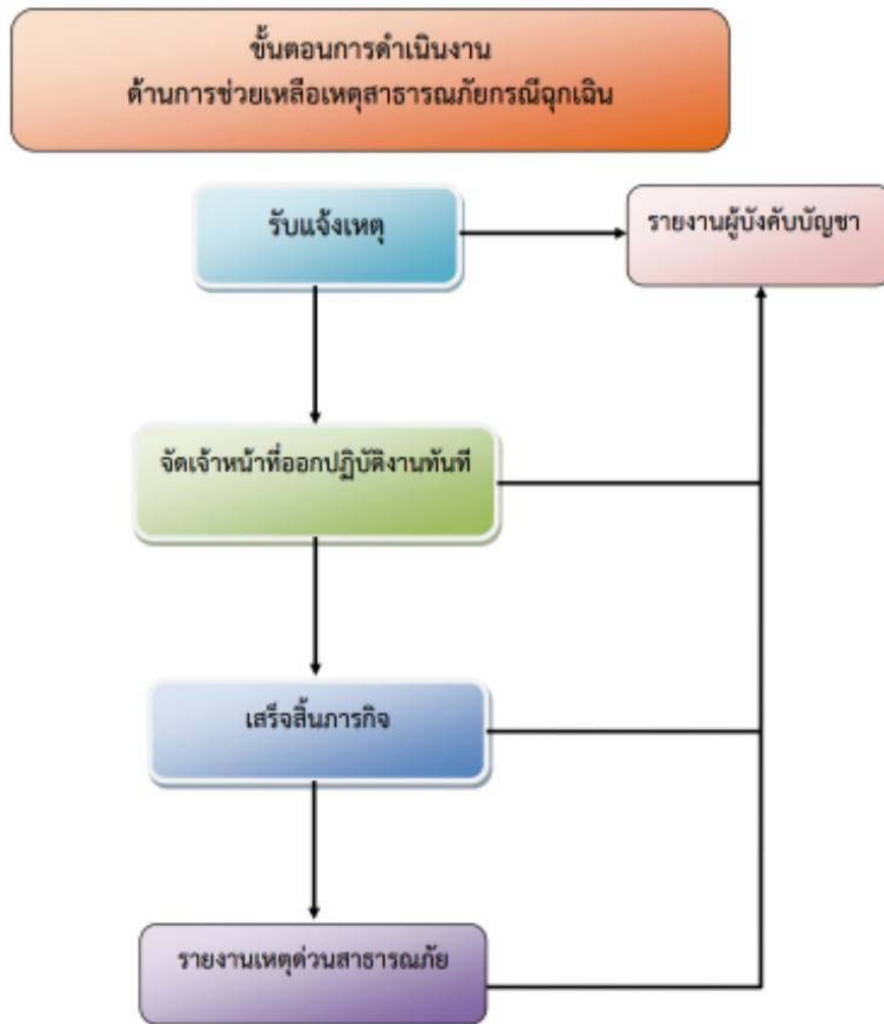 ขั้นตอนการดำเนินงาน
ด้านการช่วยเหลือเหตุสาธารณภัยกรณีฉุกเฉิน
รับแจ้งเหตุ
รายงานผู้บังคับบัญชา
จัดเจ้าหน้าที่ออกปฏิบัติงานทันที
เสร็จสิ้นภารกิจ
รายงานเหตุด่วนสาธารณภัย